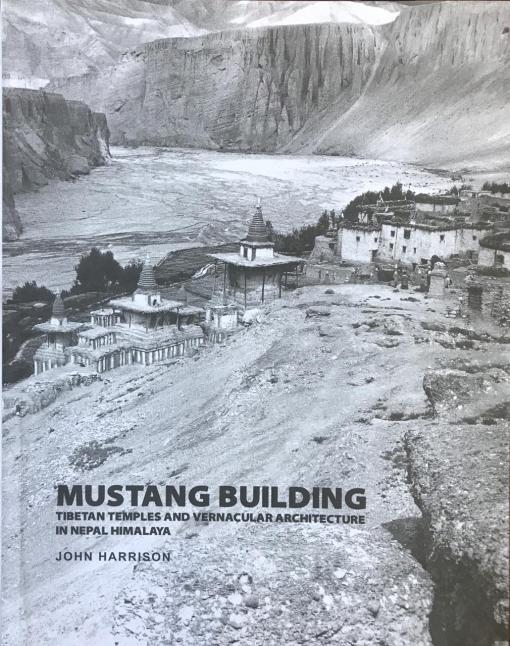 MUSTANG BUILDING
TIBETAN TEMPLES AND VERNACULAR ARCHITECTURE
IN NEPAL HIMALAYA
JOHN HARRISON